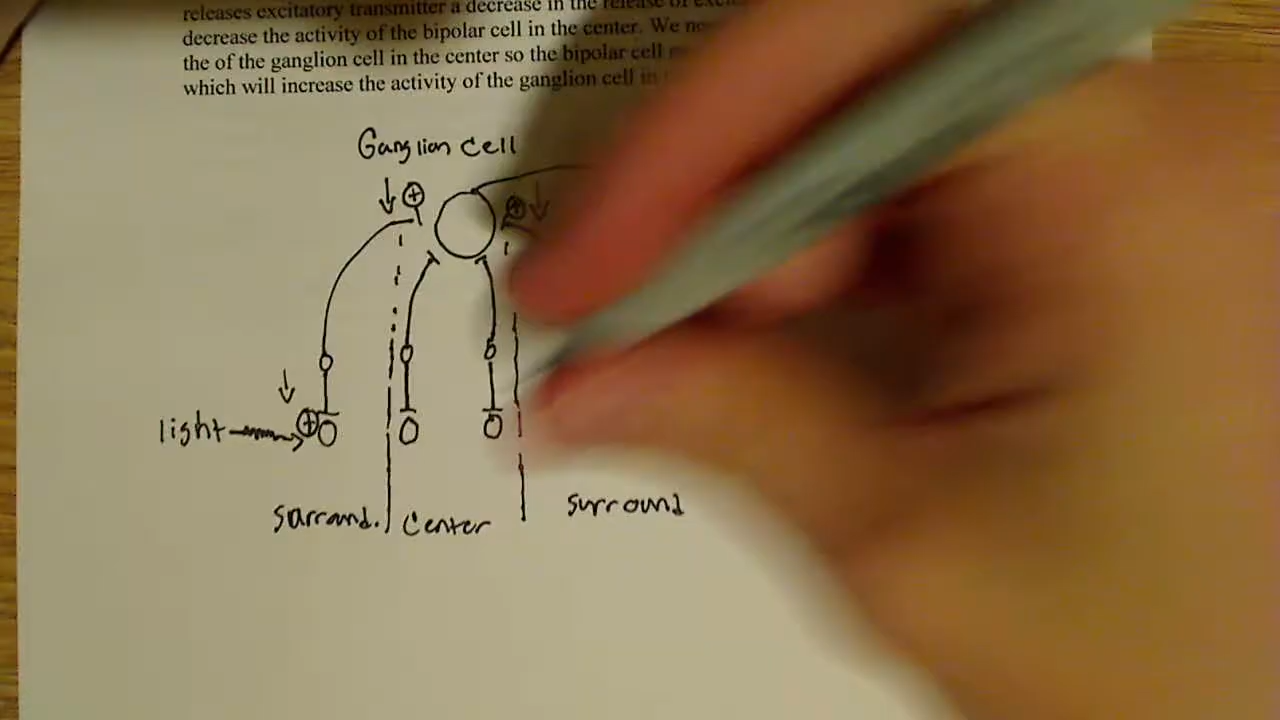 releases excitatory transmitter a decrease in the release of
decrease the activity of the bipolar cell in the center. We
the of the ganglion cell in the center so the bipolar cell
which will increase the activity of the ganglion cell in
Ganglion cell
light
Surround. Center Surround